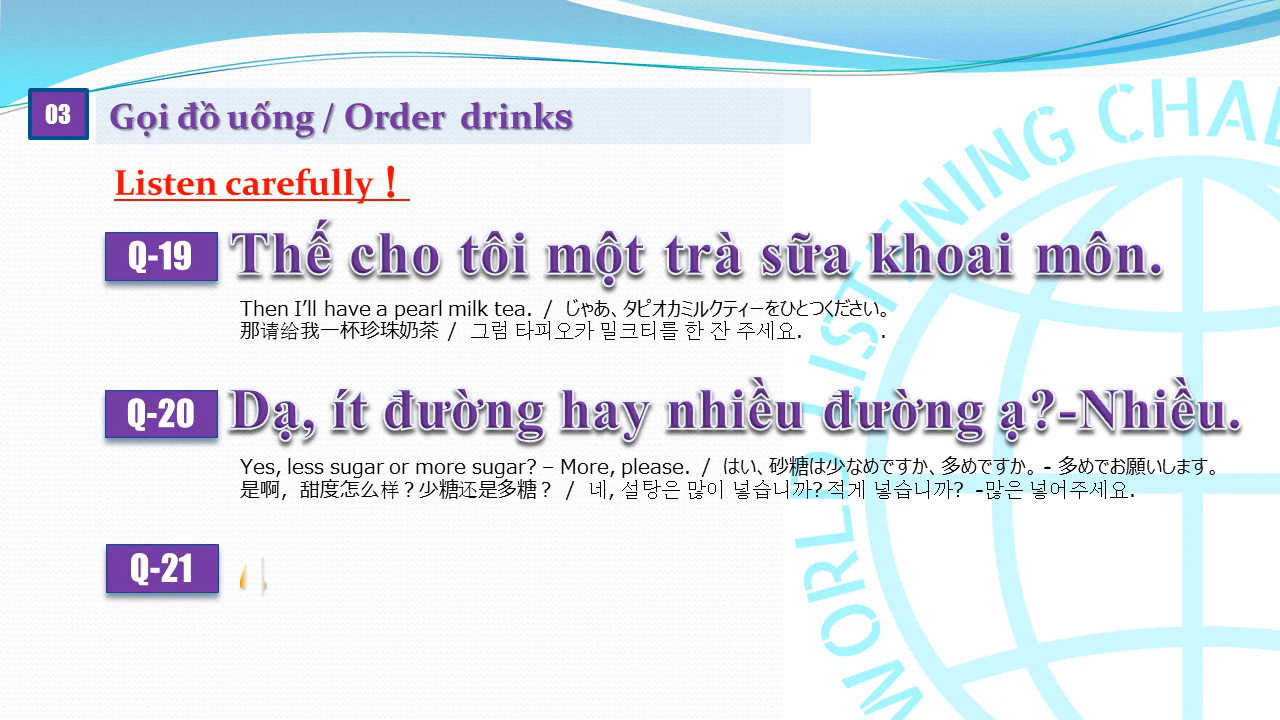 03
Gọi đồ uống / Order drinks
Listen carefully！
Q-19
Thế cho tôi một trà sữa khoai môn.
Then I’ll have a pearl milk tea. / じゃあ、タピオカミルクティーをひとつください。
那请给我一杯珍珠奶茶 / 그럼 타피오카 밀크티를 한 잔 주세요. .
Q-20
Dạ, ít đường hay nhiều đường ạ?-Nhiều.
Yes, less sugar or more sugar? – More, please. / はい、砂糖は少なめですか、多めですか。- 多めでお願いします。
是啊，甜度怎么样？少糖还是多糖？ / 네, 설탕은 많이 넣습니까? 적게 넣습니까? -많은 넣어주세요.
Q-21
WORLD LISTENING CHAL